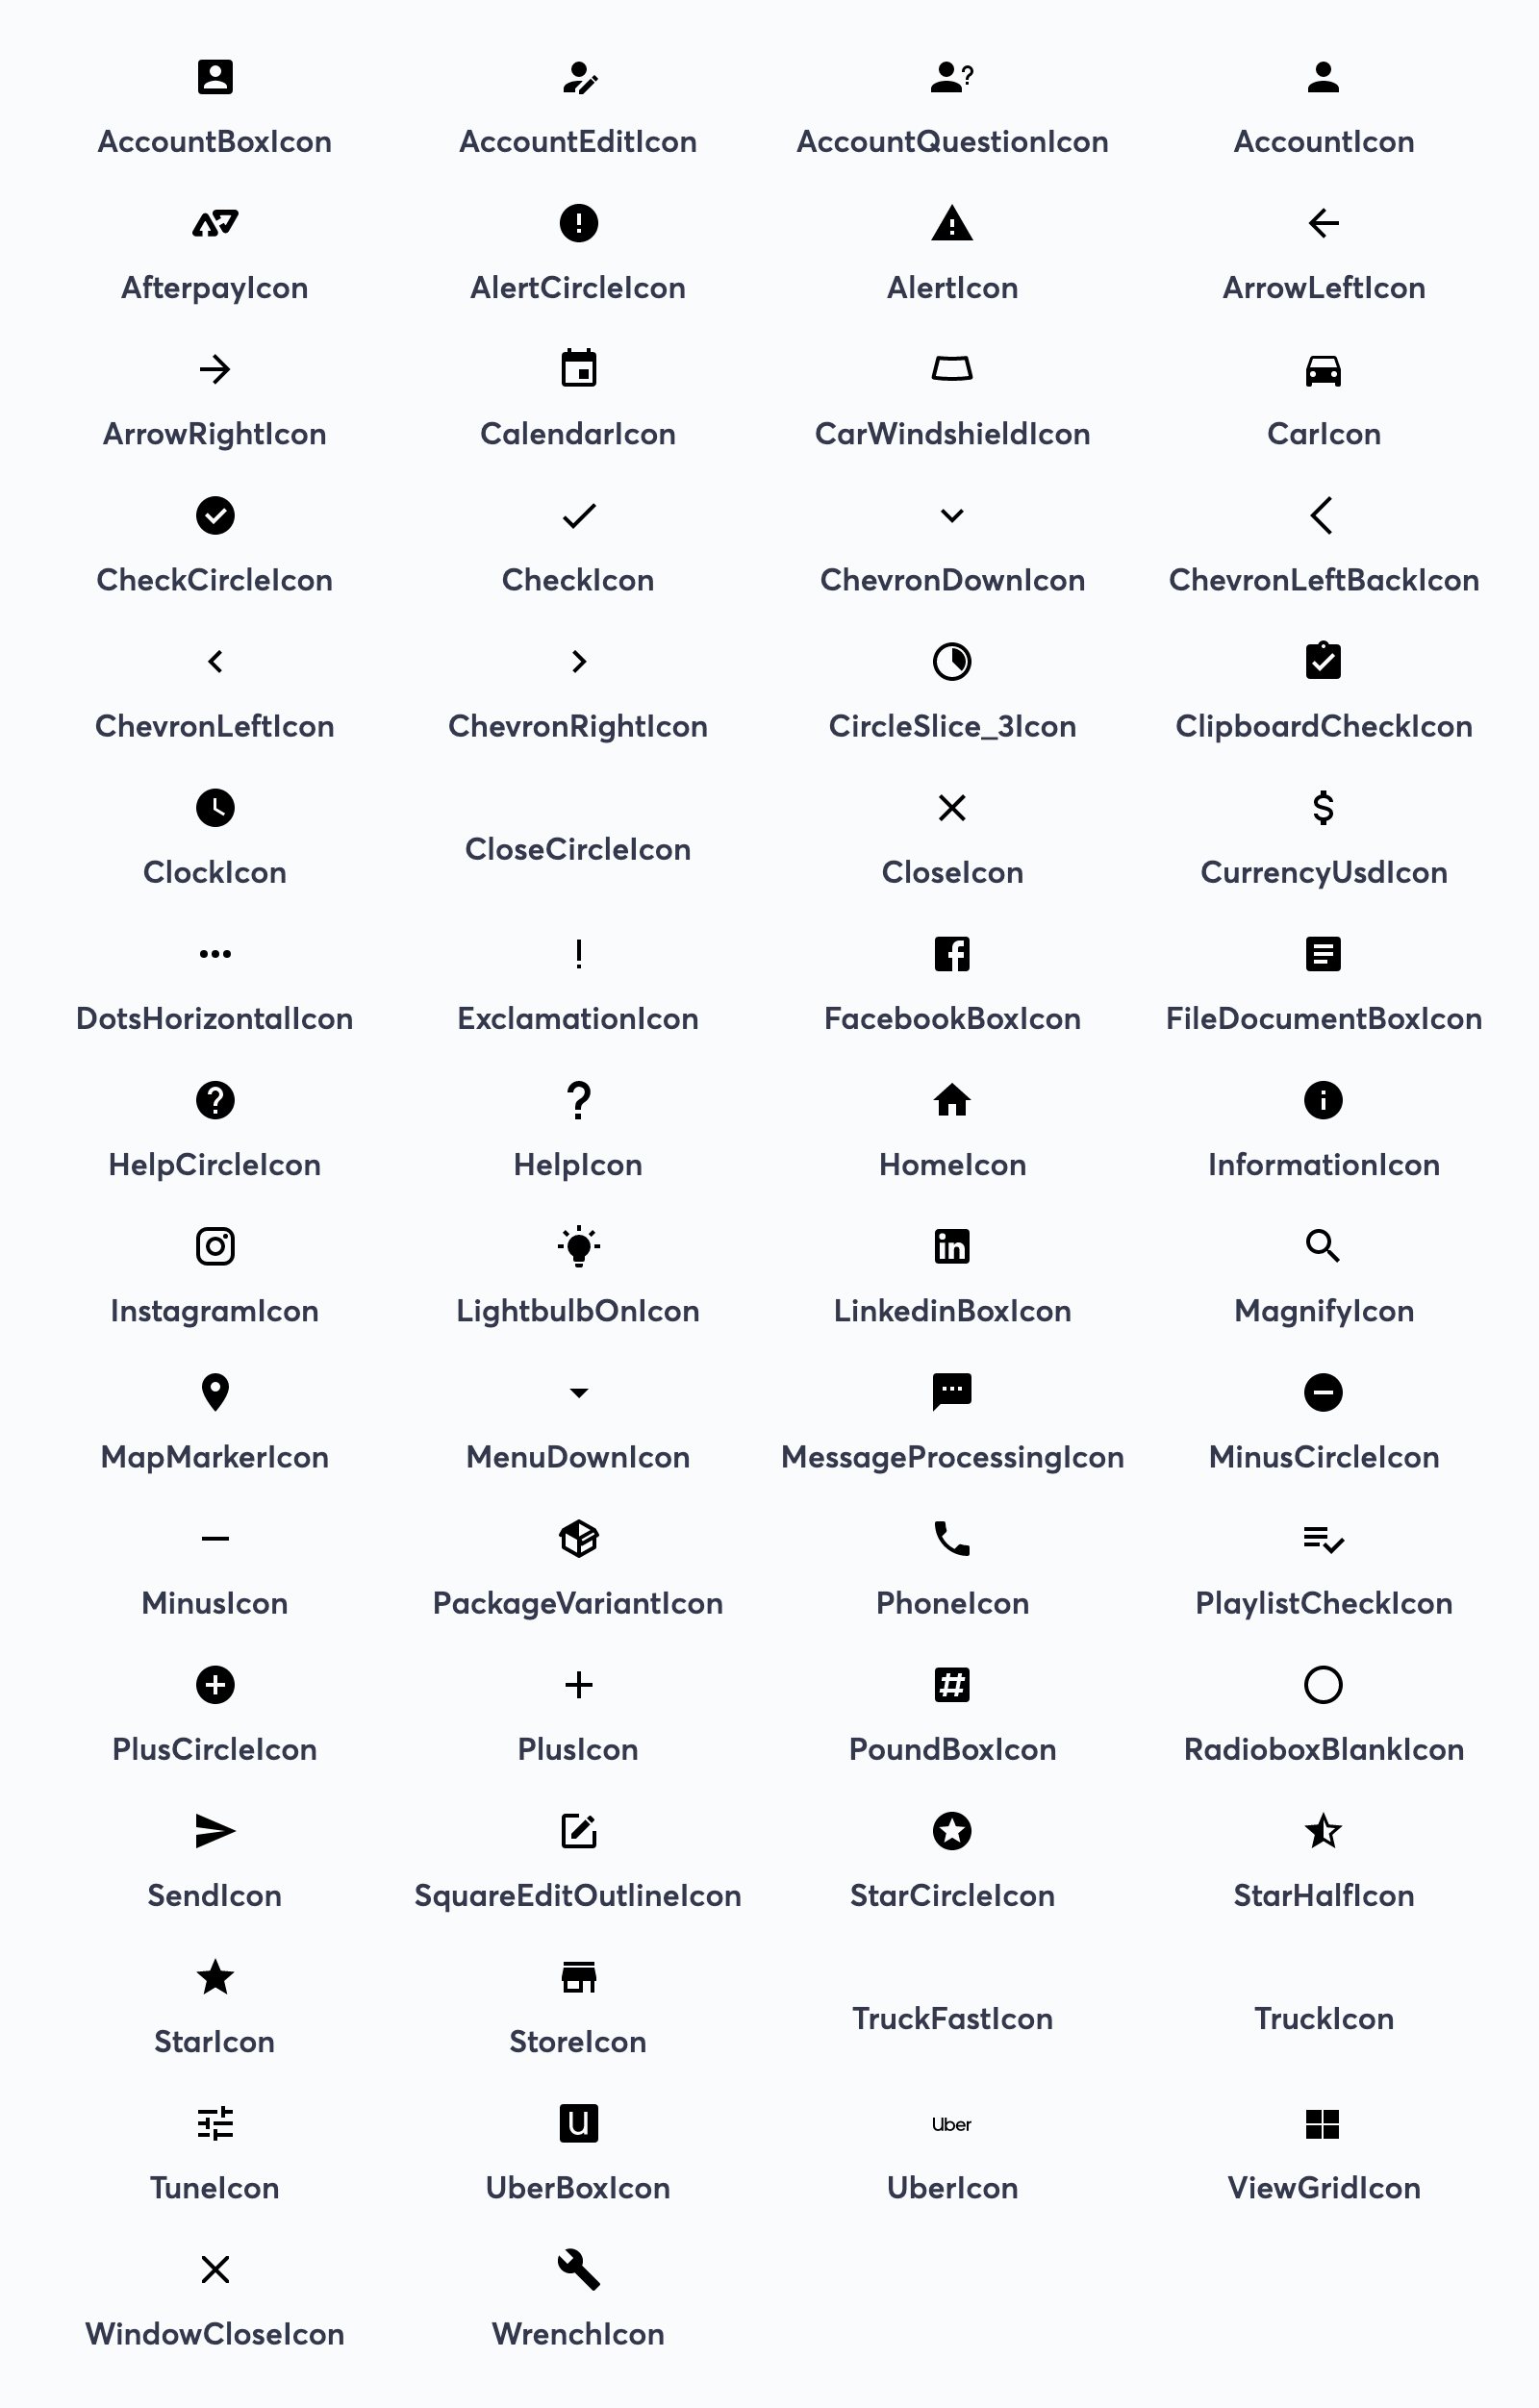 AccountBoxIcon AccountEditIcon AccountQuestionIcon AccountIcon
AfterpayIcon AlertCircleIcon AlertIcon ArrowLeftIcon
ArrowRightIcon CalendarIcon CarWindshieldIcon CarIcon
CheckCircleIcon CheckIcon ChevronDownIcon ChevronLeftBackIcon
ChevronLeftIcon ChevronRightIcon CircleSlice_3Icon ClipboardCheckIcon
ClockIcon CloseCircleIcon CloseIcon CurrencyUsdIcon
DotsHorizontalIcon ExclamationIcon FacebookBoxIcon FileDocumentBoxIcon
HelpCircleIcon HelpIcon HomeIcon InformationIcon
InstagramIcon LightbulbOnIcon LinkedinBoxIcon MagnifyIcon
MapMarkerIcon MenuDownIcon MessageProcessingIcon MinusCircleIcon
MinusIcon PackageVariantIcon PhoneIcon PlaylistCheckIcon
PlusCircleIcon PlusIcon PoundBoxIcon RadioboxBlankIcon
SendIcon SquareEditOutlineIcon StarCircleIcon StarHalfIcon
StarIcon StoreIcon TruckFastIcon TruckIcon
Uber
TuneIcon UberBoxIcon UberIcon ViewGridIcon
WindowCloseIcon WrenchIcon